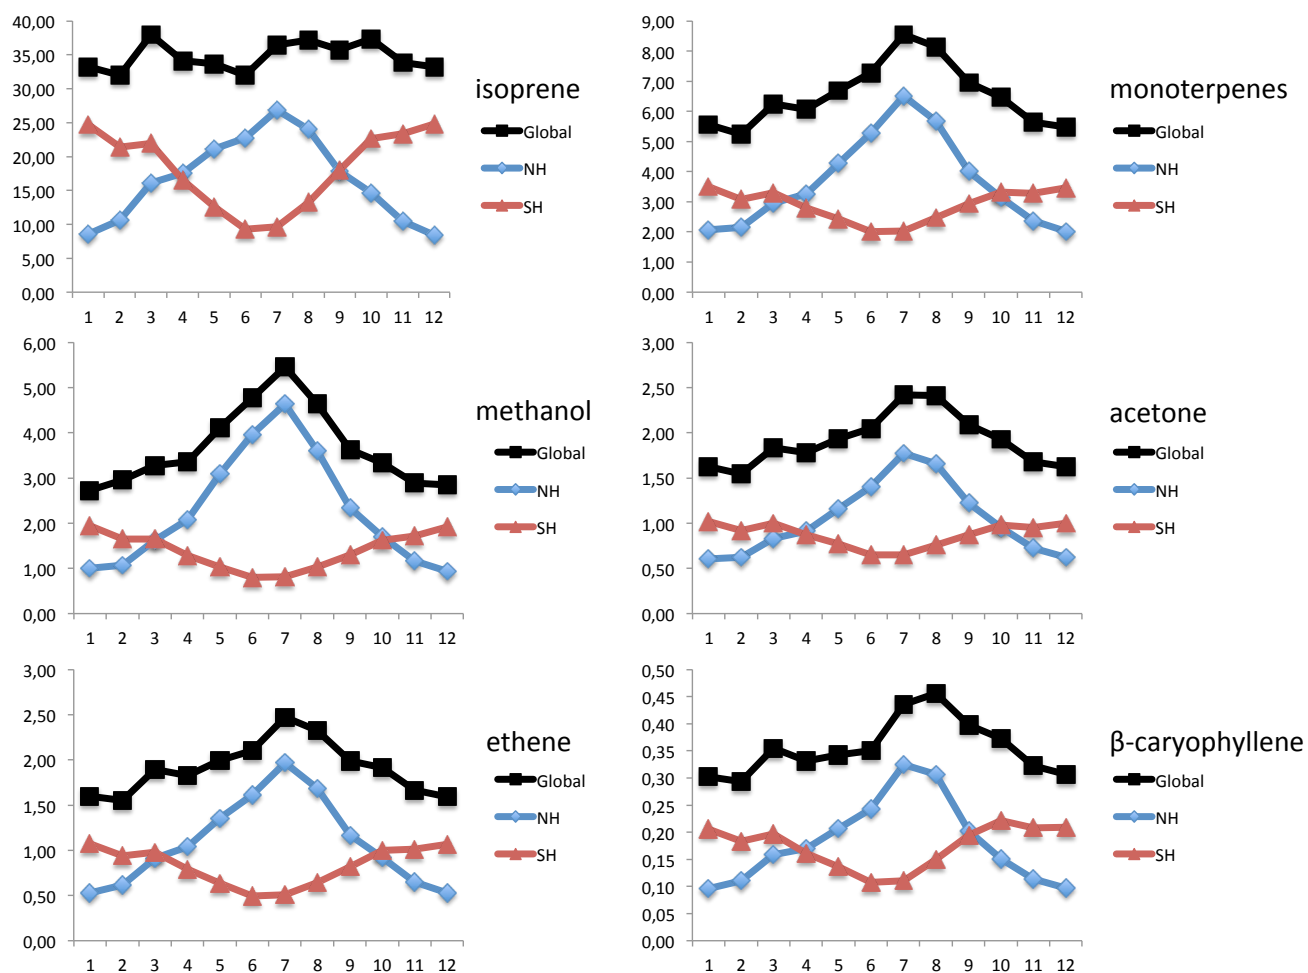 isoprene
Global
NH
SH
40,00
35,00
30,00
25,00
20,00
15,00
10,00
5,00
0,00
1 2 3 4 5 6 7 8 9 10 11 12
monoterpenes
Global
NH
SH
9,00
8,00
7,00
6,00
5,00
4,00
3,00
2,00
1,00
0,00
1 2 3 4 5 6 7 8 9 10 11 12
methanol
Global
NH
SH
6,00
5,00
4,00
3,00
2,00
1,00
0,00
1 2 3 4 5 6 7 8 9 10 11 12
acetone
Global
NH
SH
3,00
2,50
2,00
1,50
1,00
0,50
0,00
1 2 3 4 5 6 7 8 9 10 11 12
ethene
Global
NH
SH
3,00
2,50
2,00
1,50
1,00
0,50
0,00
1 2 3 4 5 6 7 8 9 10 11 12
β-caryophyllene
Global
NH
SH
0,50
0,45
0,40
0,35
0,30
0,25
0,20
0,15
0,10
0,05
0,00
1 2 3 4 5 6 7 8 9 10 11 12